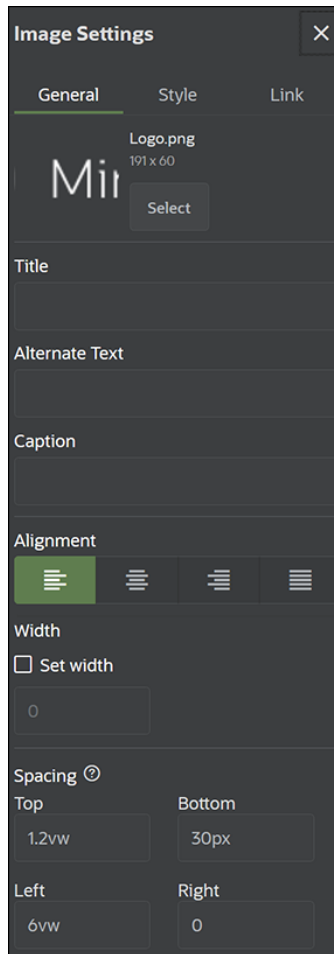 Image Settings
General Style Link
Logo.png
191 x 60
Select
Title
Alternate Text
Caption
Alignment
Width
Set width
0
Spacing
Top Bottom
1.2vw 30px
Left Right
6vw 0